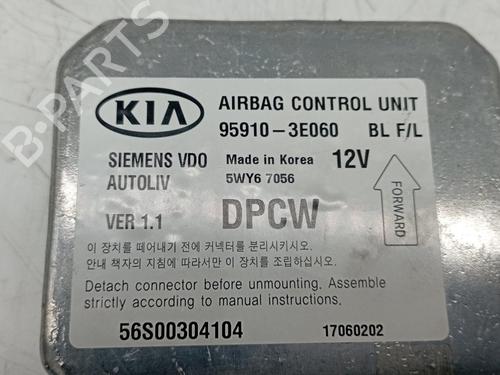 KIA
AIRBAG CONTROL UNIT
95910-3E060 BL F/L
SIEMENS VDO Made in Korea 12V
AUTOLIV 5WY6 7056
VER 1.1 DPCW
FORWARD
이 장치를 떼어내기 전에 커넥터를 분리시키시오.
안내 책자의 지침에 따라서만 이 장치를 조립하십시오.
Detach connector before unmounting. Assemble
strictly according to manual instructions.
56S00304104 17060202
B-PARTS